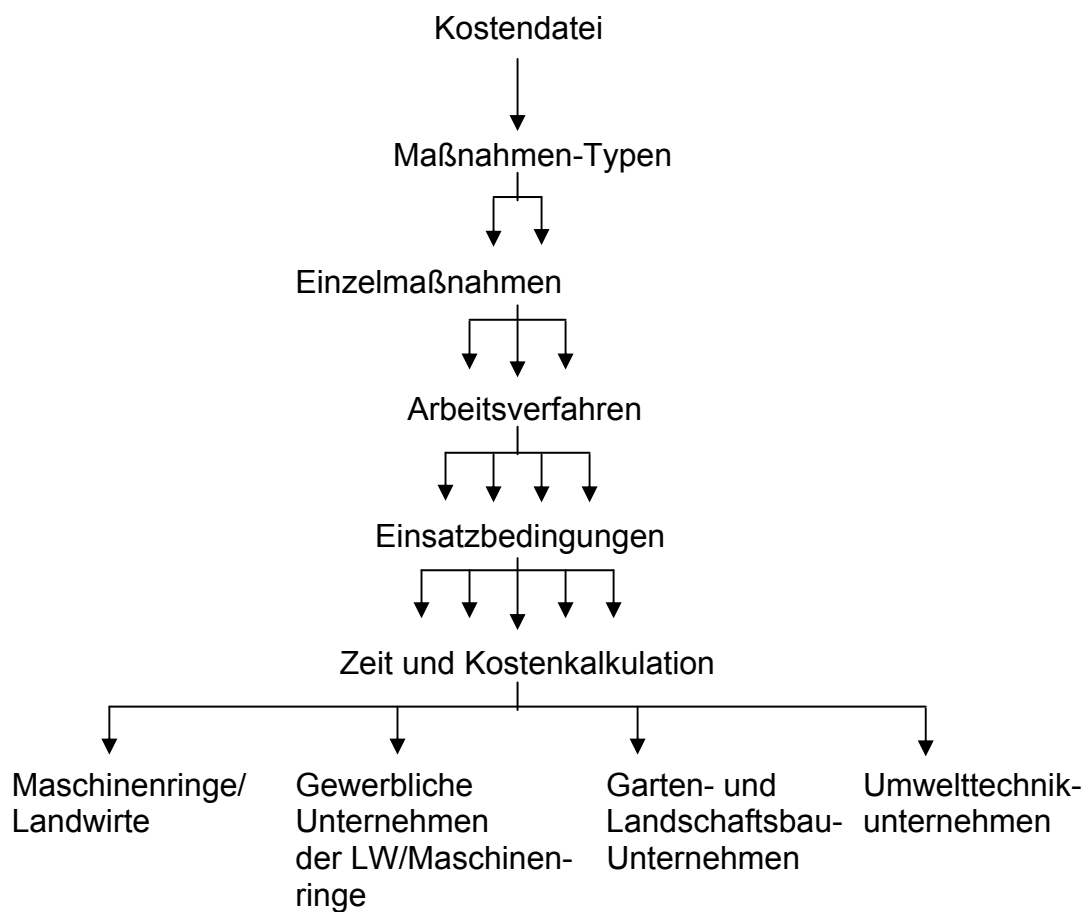 Kostendatei
Maßnahmen-Typen
Einzelmaßnahmen
Arbeitsverfahren
Einsatzbedingungen
Zeit und Kostenkalkulation
Maschinenringe/
Landwirte
Gewerbliche
Unternehmen
der LW/Maschinen-
ringe
Garten- und
Landschaftsbau-
Unternehmen
Umwelttechnik-
unternehmen